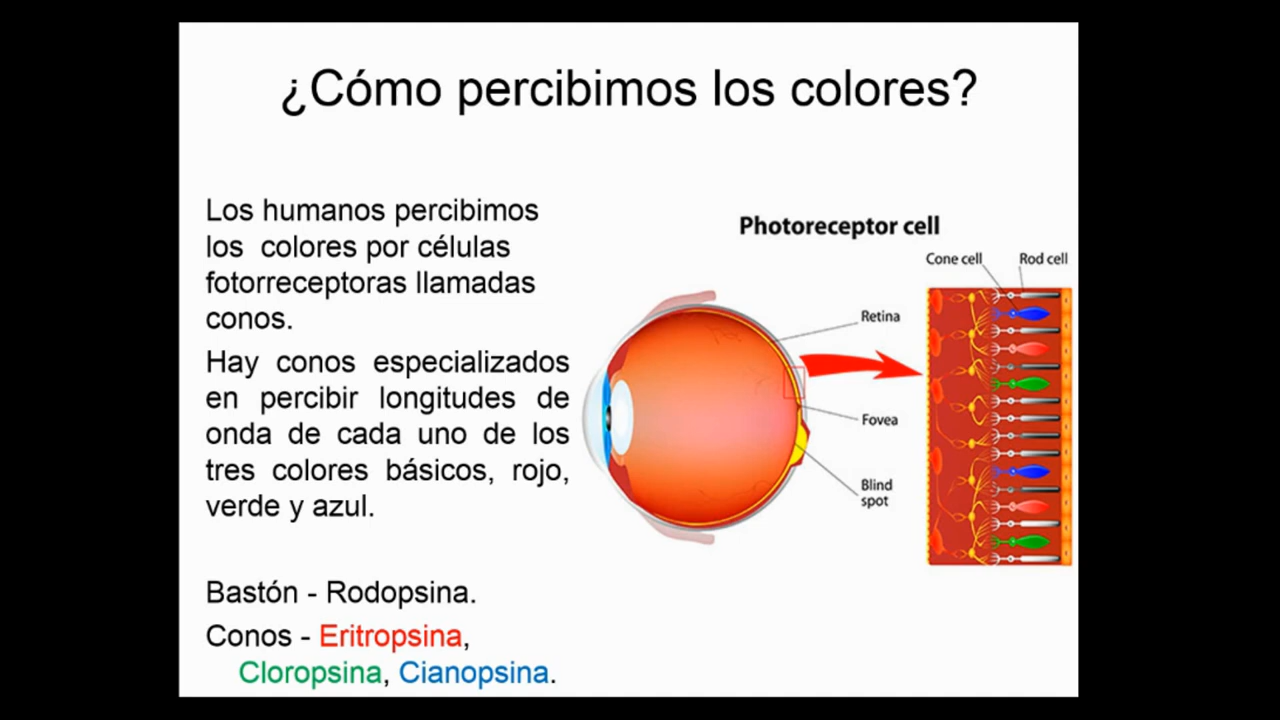 ¿Cómo percibimos los colores?
Los humanos percibimos
los colores por células
fotorreceptoras llamadas
conos.
Hay conos especializados
en percibir longitudes de
onda de cada uno de los
tres colores básicos, rojo,
verde y azul.
Bastón - Rodopsina.
Conos - Eritropsina,
Cloropsina, Cianopsina.
Photoreceptor cell
Cone cell
Rod cell
Retina
Fovea
Blind
spot